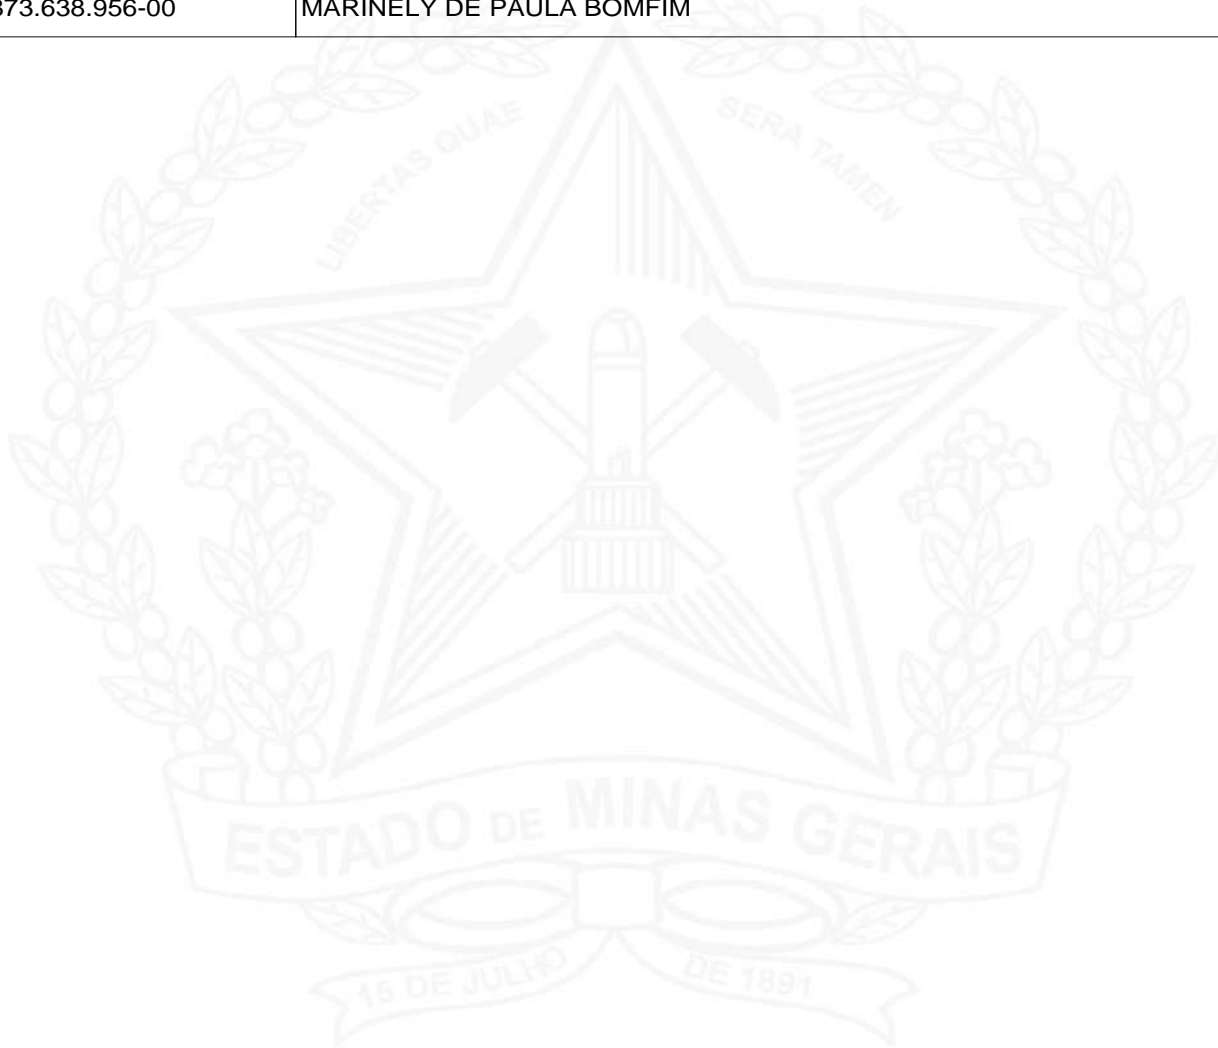 873.638.956-00 MARINELY DE PAULA BOMFIM
LIBERTAS QUAE SERA TAMEN
ESTADO DE MINAS GERAIS
15 DE JULHO DE 1891